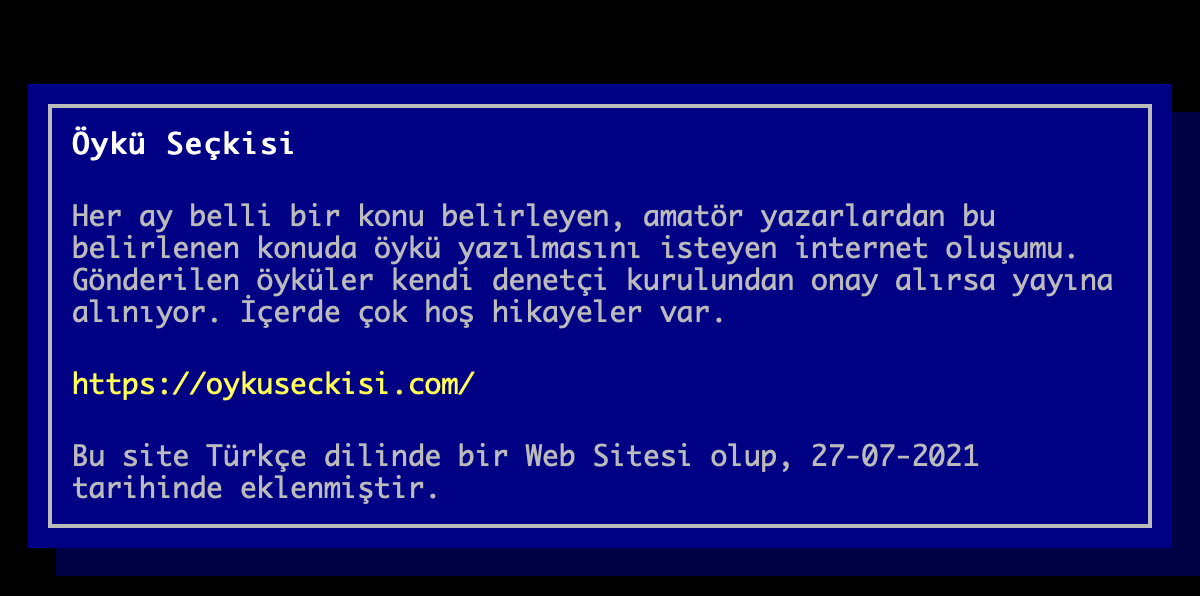 Öykü Seçkisi
Her ay belli bir konu belirleyen, amatör yazarlardan bu
belirlenen konuda öykü yazılmasını isteyen internet oluşumu.
Gönderilen öyküler kendi denetçi kurulundan onay alırsa yayına
alınıyor. İçerde çok hoş hikayeler var.
https://oykuseckisi.com/
Bu site Türkçe dilinde bir Web Sitesi olup, 27-07-2021
tarihinde eklenmiştir.